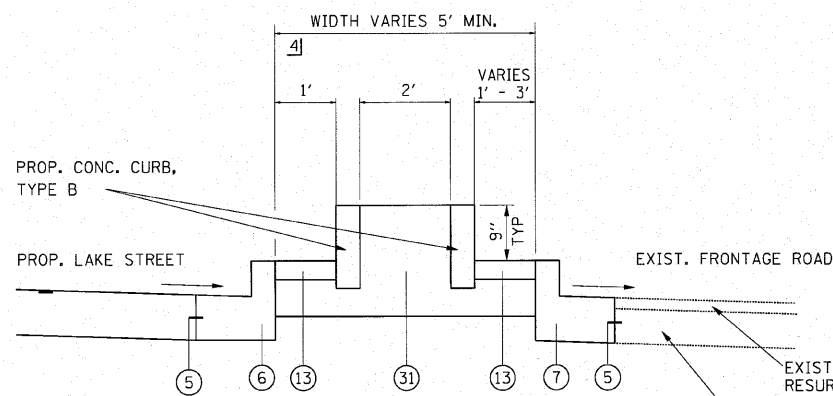 WIDTH VARIES 5' MIN.
4
1'
2'
VARIES
1' - 3'
PROP. CONC. CURB,
TYPE B
9"
TYP
PROP. LAKE STREET
EXIST. FRONTAGE ROAD
EXIST
RESUR
5
6
13
31
13
7
5